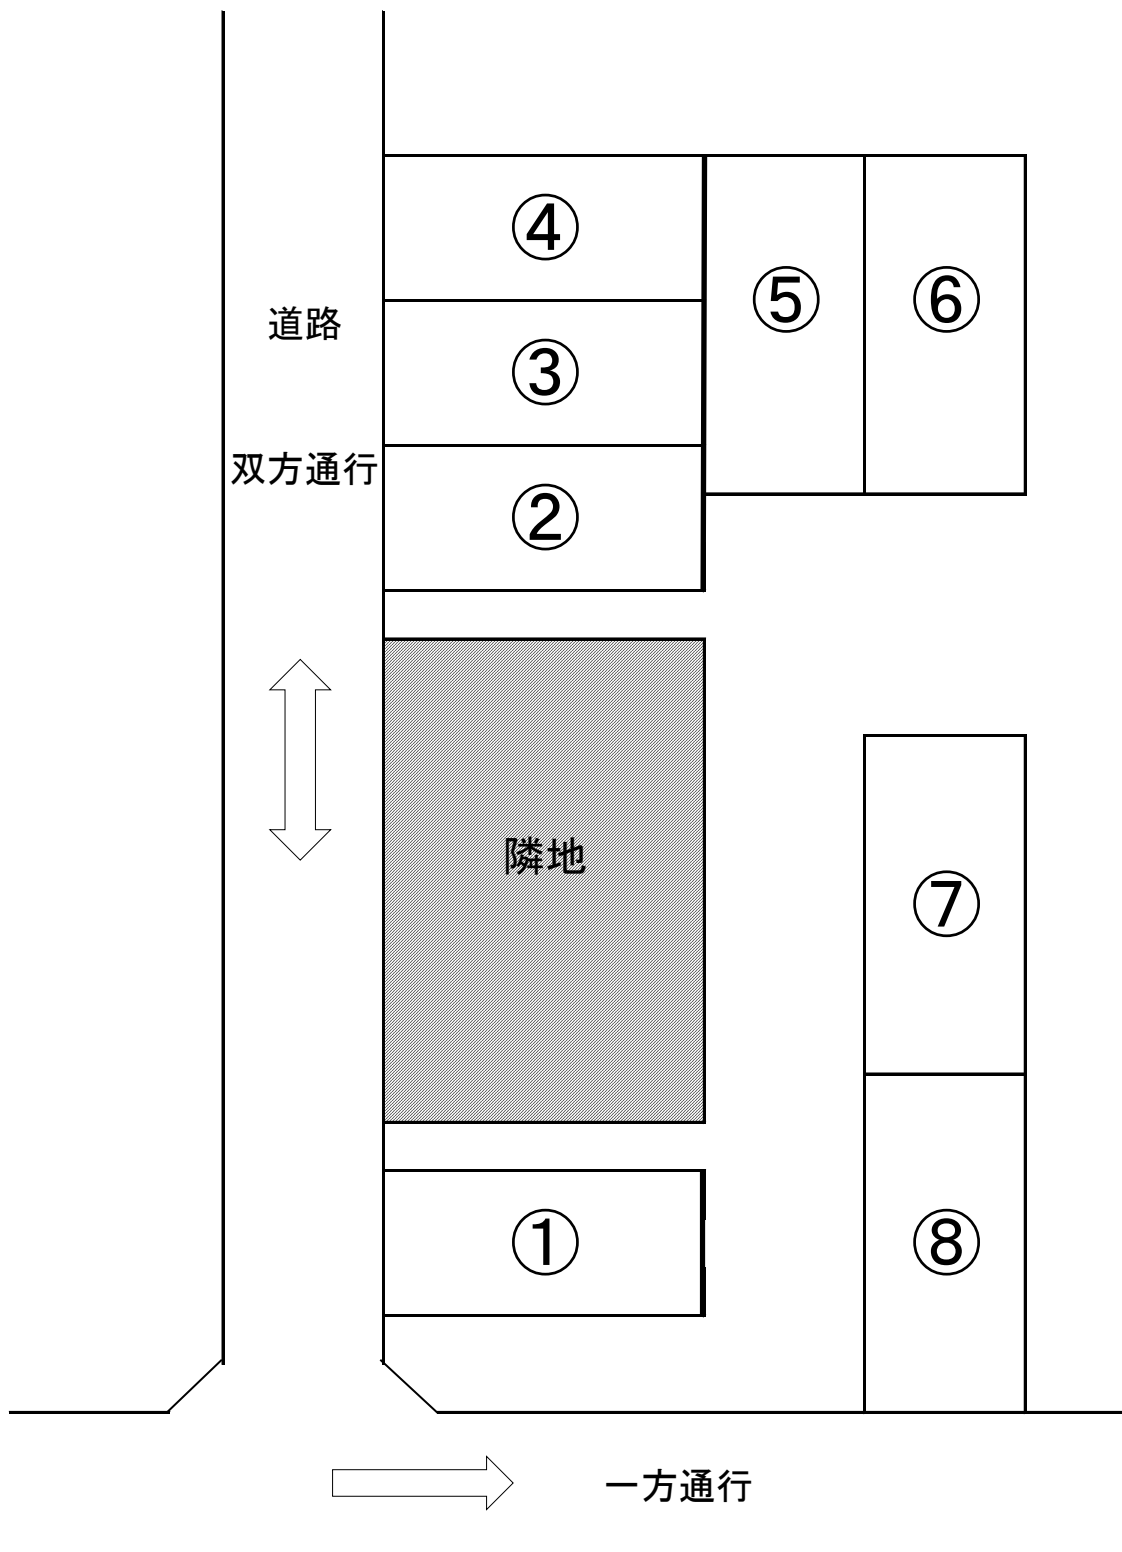 ④
⑤
⑥
道路
③
双方通行
②
隣地
⑦
①
⑧
一方通行